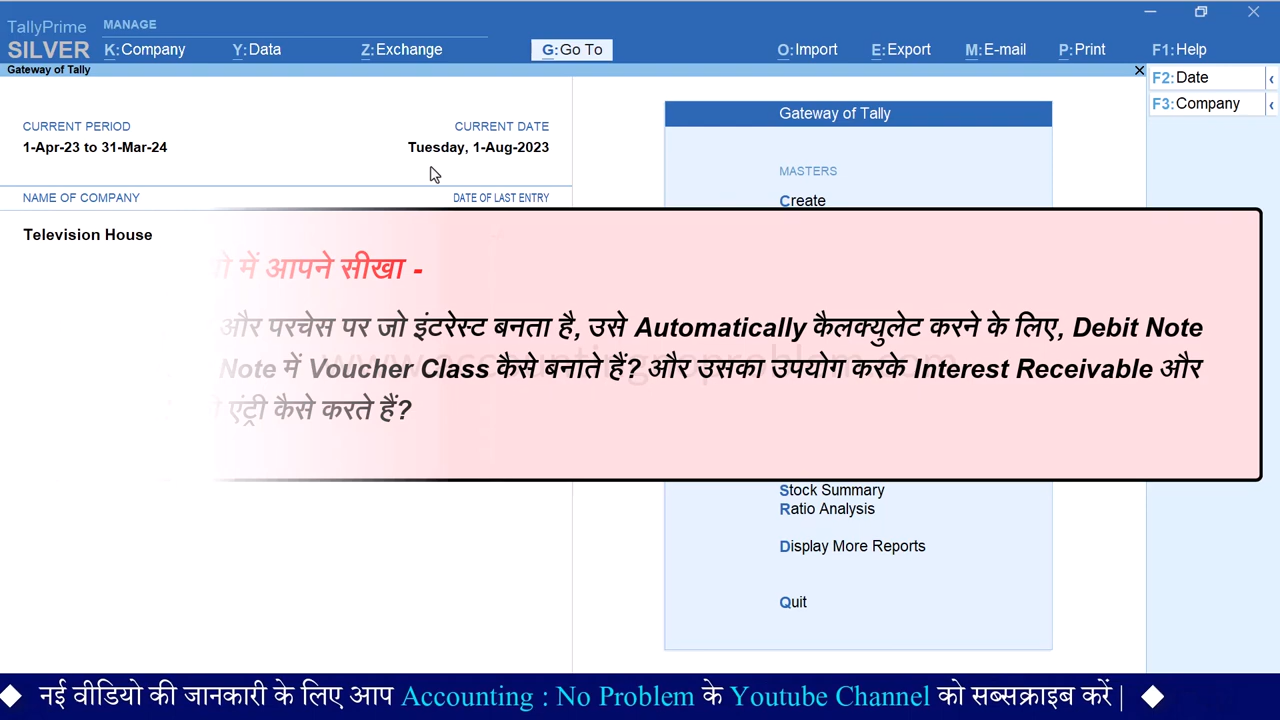 TallyPrime
SILVER
MANAGE
K:Company Y:Data Z:Exchange G:Go To O:Import E:Export M:E-mail P:Print F1:Help
Gateway of Tally
F2:Date
F3:Company
CURRENT PERIOD CURRENT DATE
1-Apr-23 to 31-Mar-24 Tuesday, 1-Aug-2023
NAME OF COMPANY DATE OF LAST ENTRY
Television House
Gateway of Tally
MASTERS
Create
में आपने सीखा -
और परचेस पर जो इंटरेस्ट बनता है, उसे Automatically कैलक्युलेट करने के लिए, Debit Note
Note में Voucher Class कैसे बनाते हैं? और उसका उपयोग करके Interest Receivable और
एंट्री कैसे करते हैं?
www.accountingnoproblem.com
Stock Summary
Ratio Analysis
Display More Reports
Quit
नई वीडियो की जानकारी के लिए आप Accounting : No Problem के Youtube Channel को सब्सक्राइब करें |